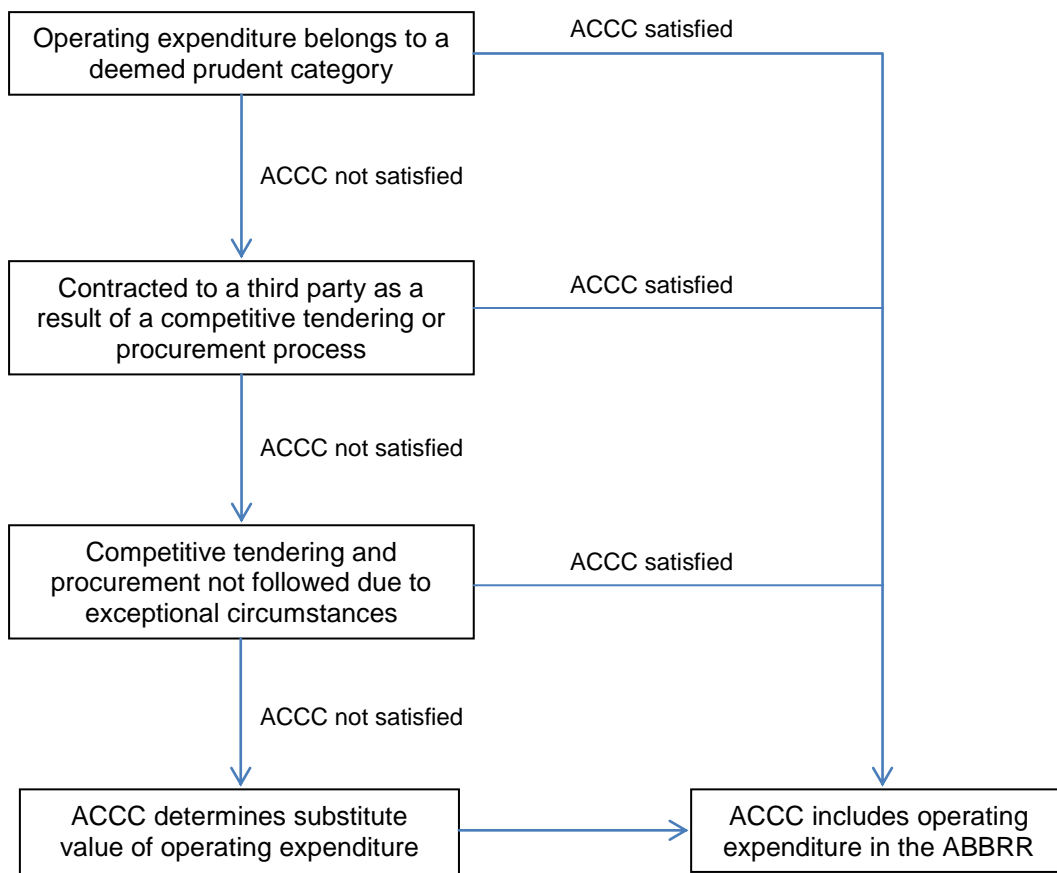 Operating expenditure belongs to a
deemed prudent category
ACCC satisfied
ACCC not satisfied
Contracted to a third party as a
result of a competitive tendering or
procurement process
ACCC satisfied
ACCC not satisfied
Competitive tendering and
procurement not followed due to
exceptional circumstances
ACCC satisfied
ACCC not satisfied
ACCC determines substitute
value of operating expenditure
ACCC includes operating
expenditure in the ABBRR